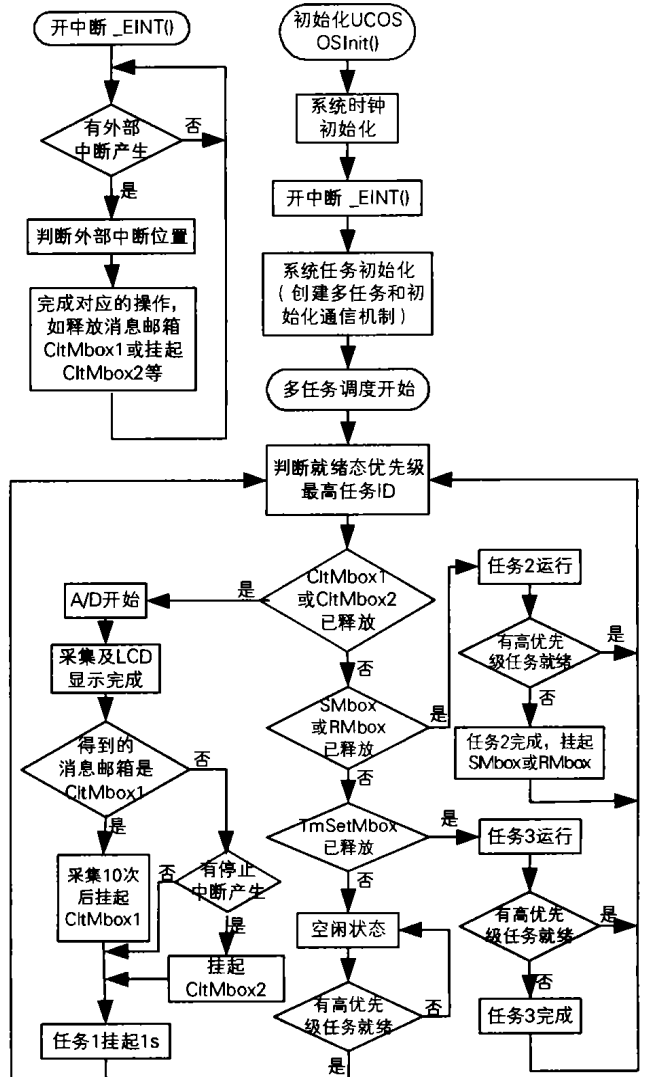 开中断 _EINT()
有外部
中断产生
否
是
判断外部中断位置
完成对应的操作，
如释放消息邮箱
CltMbox1或挂起
CltMbox2等
初始化UCOS
OSInit()
系统时钟
初始化
开中断 _EINT()
系统任务初始化
（创建多任务和初
始化通信机制）
多任务调度开始
判断就绪态优先级
最高任务ID
CltMbox1
或CltMbox2
已释放
是
否
A/D开始
采集及LCD
显示完成
得到的
消息邮箱是
CltMbox1
否
是
采集10次
后挂起
CltMbox1
有停止
中断产生
否
是
挂起
CltMbox2
任务1挂起1s
SMbox
或RMbox
已释放
是
否
任务2运行
有高优先
级任务就绪
是
否
任务2完成，挂起
SMbox或RMbox
TmSetMbox
已释放
是
否
任务3运行
有高优先
级任务就绪
是
否
任务3完成
空闲状态
有高优先
级任务就绪
否
是